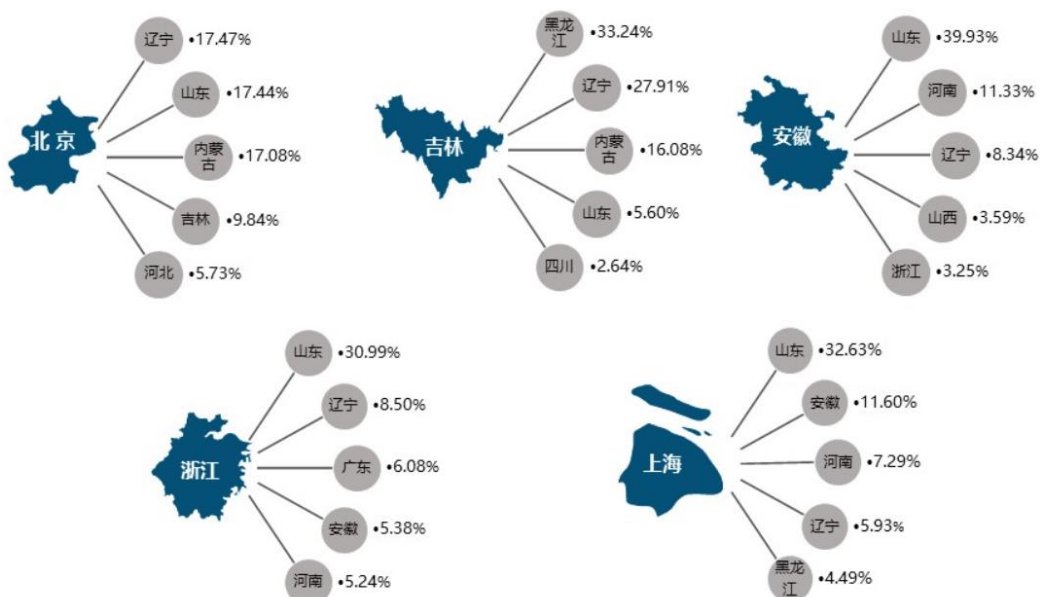 北京
辽宁 •17.47%
山东 •17.44%
内蒙古 •17.08%
吉林 •9.84%
河北 •5.73%
吉林
黑龙江 •33.24%
辽宁 •27.91%
内蒙古 •16.08%
山东 •5.60%
四川 •2.64%
安徽
山东 •39.93%
河南 •11.33%
辽宁 •8.34%
山西 •3.59%
浙江 •3.25%
浙江
山东 •30.99%
辽宁 •8.50%
广东 •6.08%
安徽 •5.38%
河南 •5.24%
上海
山东 •32.63%
安徽 •11.60%
河南 •7.29%
辽宁 •5.93%
黑龙江 •4.49%